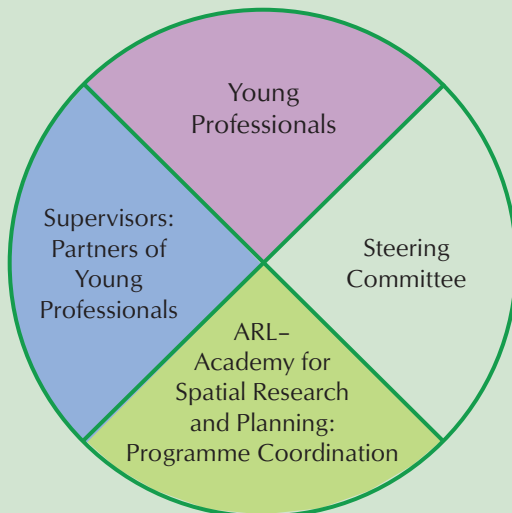 Young
Professionals
Supervisors:
Partners of
Young
Professionals
Steering
Committee
ARL–
Academy for
Spatial Research
and Planning:
Programme Coordination